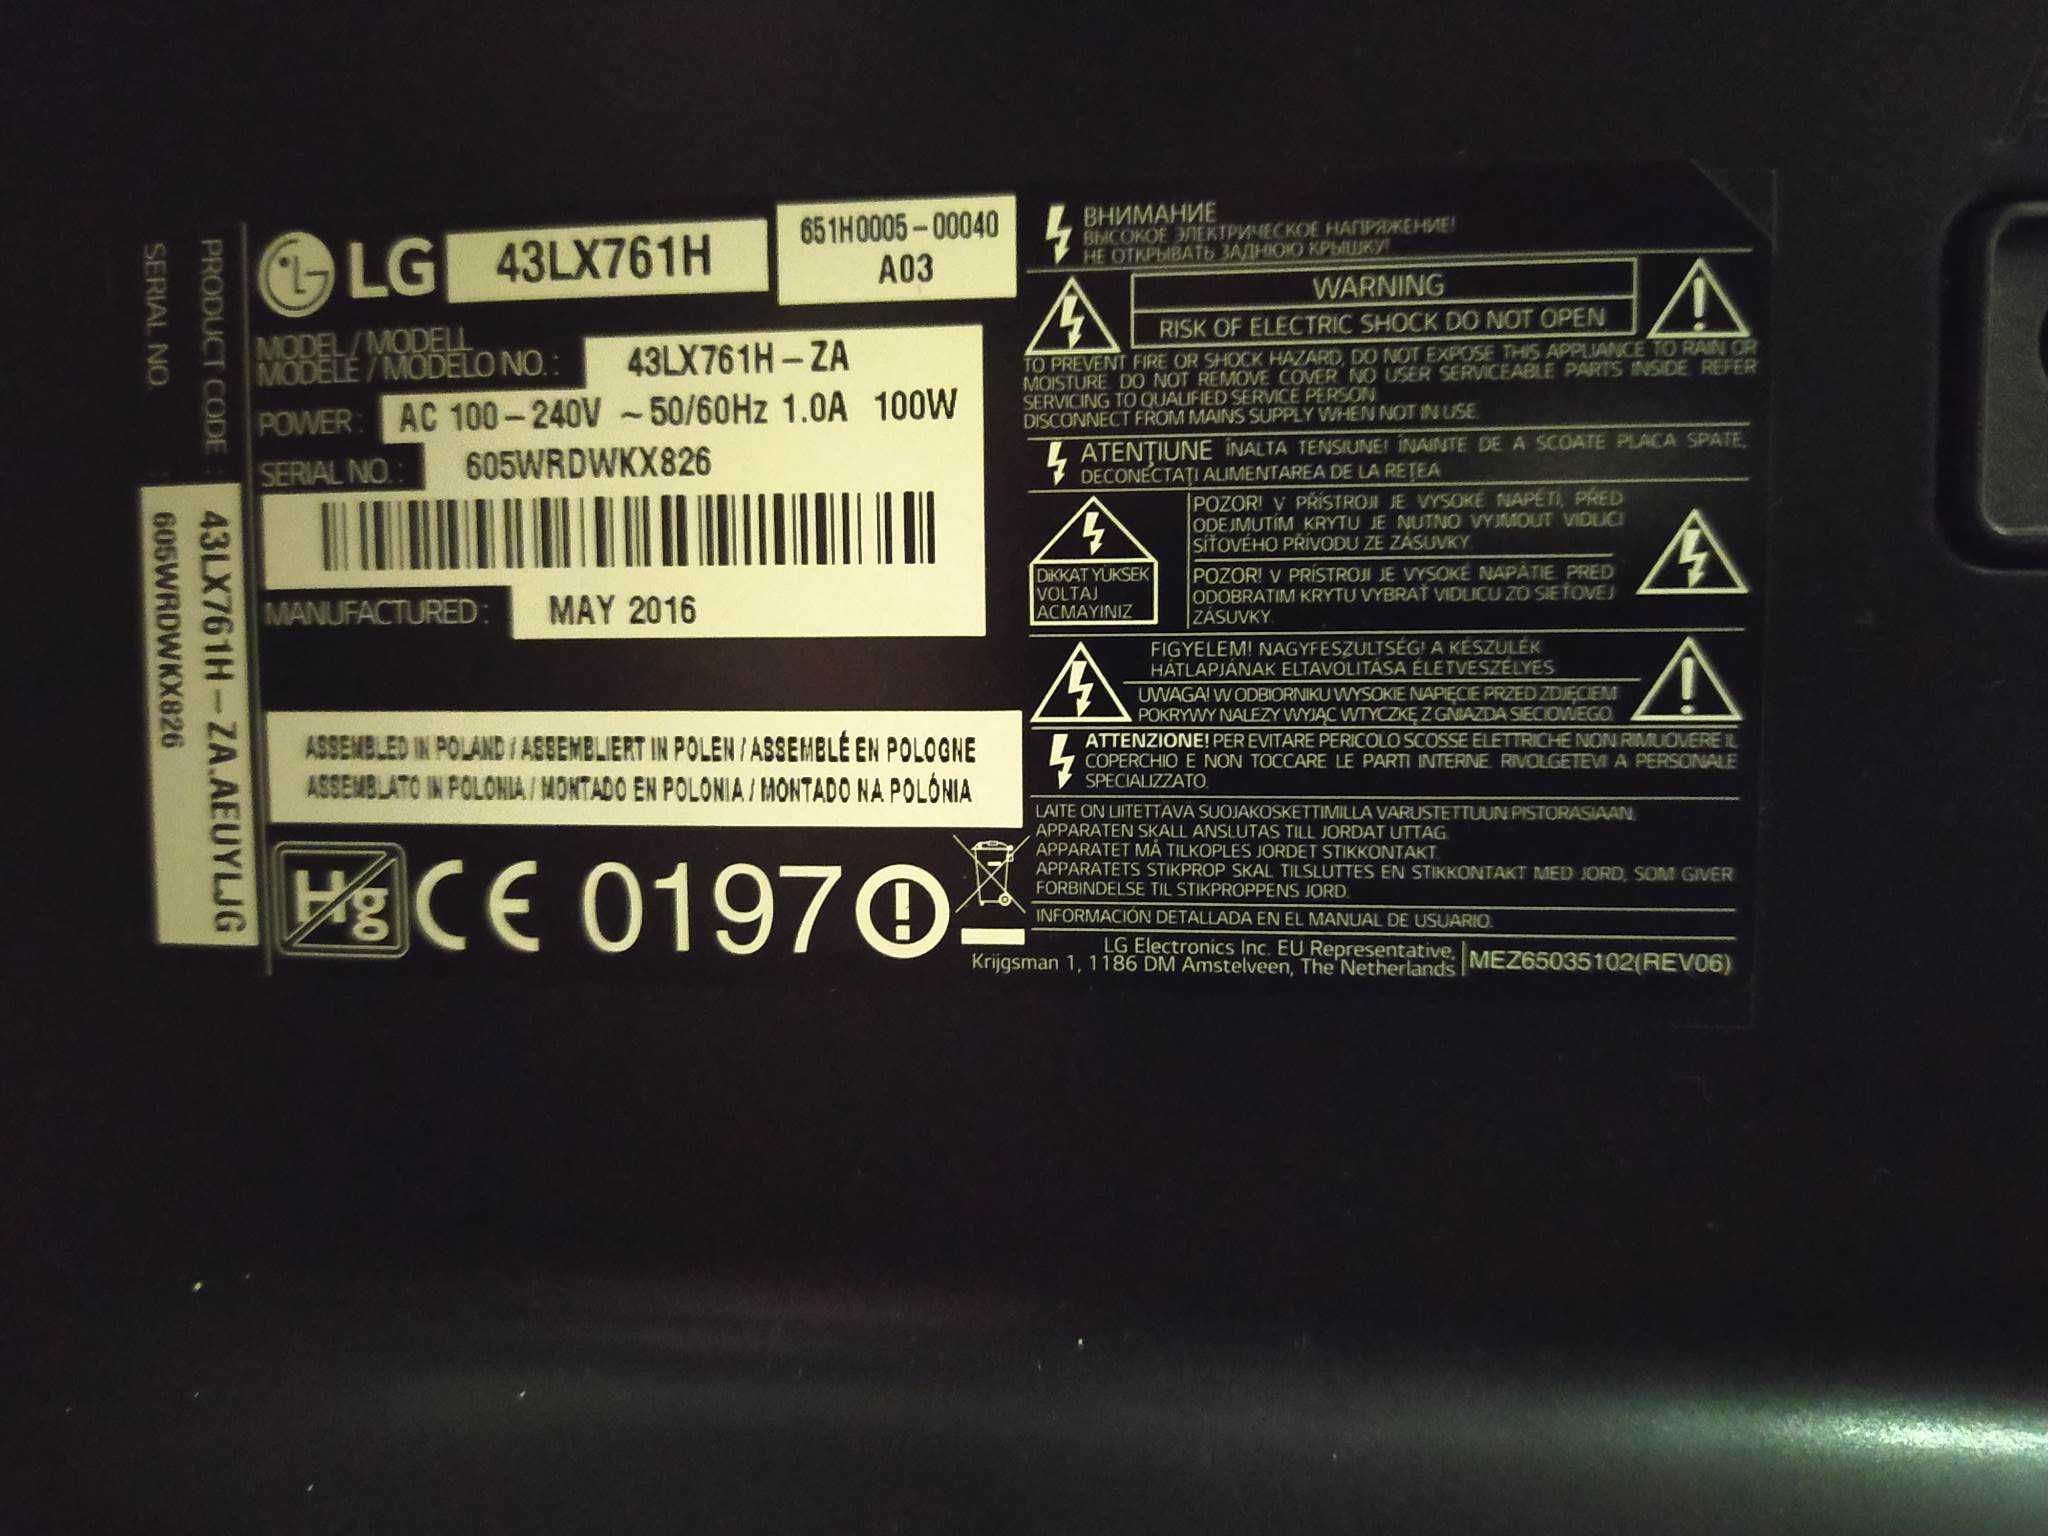 LG 43LX761H
651H0005-00040
A03
MODEL / MODELL
MODÈLE / MODELO NO. : 43LX761H-ZA
POWER : AC 100-240V ~50/60Hz 1.0A 100W
SERIAL NO. : 605WRDWKX826
MANUFACTURED : MAY 2016
ASSEMBLED IN POLAND / ASSEMBLIERT IN POLEN / ASSEMBLÉ EN POLOGNE
ASSEMBLATO IN POLONIA / MONTADO EN POLONIA / MONTADO NA POLÓNIA
Hg CE 0197
PRODUCT CODE : 43LX761H-ZA.AEUYLJG
SERIAL NO. : 605WRDWKX826
ВНИМАНИЕ
ВЫСОКОЕ ЭЛЕКТРИЧЕСКОЕ НАПРЯЖЕНИЕ!
НЕ ОТКРЫВАТЬ ЗАДНЮЮ КРЫШКУ!
WARNING
RISK OF ELECTRIC SHOCK DO NOT OPEN
TO PREVENT FIRE OR SHOCK HAZARD, DO NOT EXPOSE THIS APPLIANCE TO RAIN OR
MOISTURE. DO NOT REMOVE COVER. NO USER SERVICEABLE PARTS INSIDE. REFER
SERVICING TO QUALIFIED SERVICE PERSON.
DISCONNECT FROM MAINS SUPPLY WHEN NOT IN USE.
ATENȚIUNE ÎNALTA TENSIUNE! ÎNAINTE DE A SCOATE PLACA SPATE,
DECONECTAȚI ALIMENTAREA DE LA REȚEA
DiKKAT YÜKSEK
VOLTAJ
ACMAYINIZ
POZOR! V PŘÍSTROJI JE VYSOKÉ NAPĚTÍ, PŘED
ODEJMUTÍM KRYTU JE NUTNO VYJMOUT VIDLICI
SÍŤOVÉHO PŘÍVODU ZE ZÁSUVKY.
POZOR! V PRÍSTROJI JE VYSOKÉ NAPÄTIE. PRED
ODOBRATIM KRYTU VYBRAŤ VIDLICU ZO SIEŤOVEJ
ZÁSUVKY.
FIGYELEM! NAGYFESZÜLTSÉG! A KÉSZÜLÉK
HÁTLAPJÁNAK ELTAVOLITÁSA ÉLETVESZÉLYES
UWAGA! W ODBIORNIKU WYSOKIE NAPIĘCIE PRZED ZDJĘCIEM
POKRYWY NALEŻY WYJĄĆ WTYCZKĘ Z GNIAZDA SIECIOWEGO.
ATTENZIONE! PER EVITARE PERICOLO SCOSSE ELETTRICHE NON RIMUOVERE IL
COPERCHIO E NON TOCCARE LE PARTI INTERNE. RIVOLGETEVI A PERSONALE
SPECIALIZZATO.
LAITE ON LIITETTÄVÄ SUOJAKOSKETTIMILLA VARUSTETTUUN PISTORASIAAN.
APPARATEN SKALL ANSLUTAS TILL JORDAT UTTAG.
APPARATET MÅ TILKOPLES JORDET STIKKONTAKT.
APPARATETS STIKPROP SKAL TILSLUTTES EN STIKKONTAKT MED JORD, SOM GIVER
FORBINDELSE TIL STIKPROPPENS JORD.
INFORMACIÓN DETALLADA EN EL MANUAL DE USUARIO.
LG Electronics Inc. EU Representative,
Krijgsman 1, 1186 DM Amstelveen, The Netherlands
MEZ65035102(REV06)